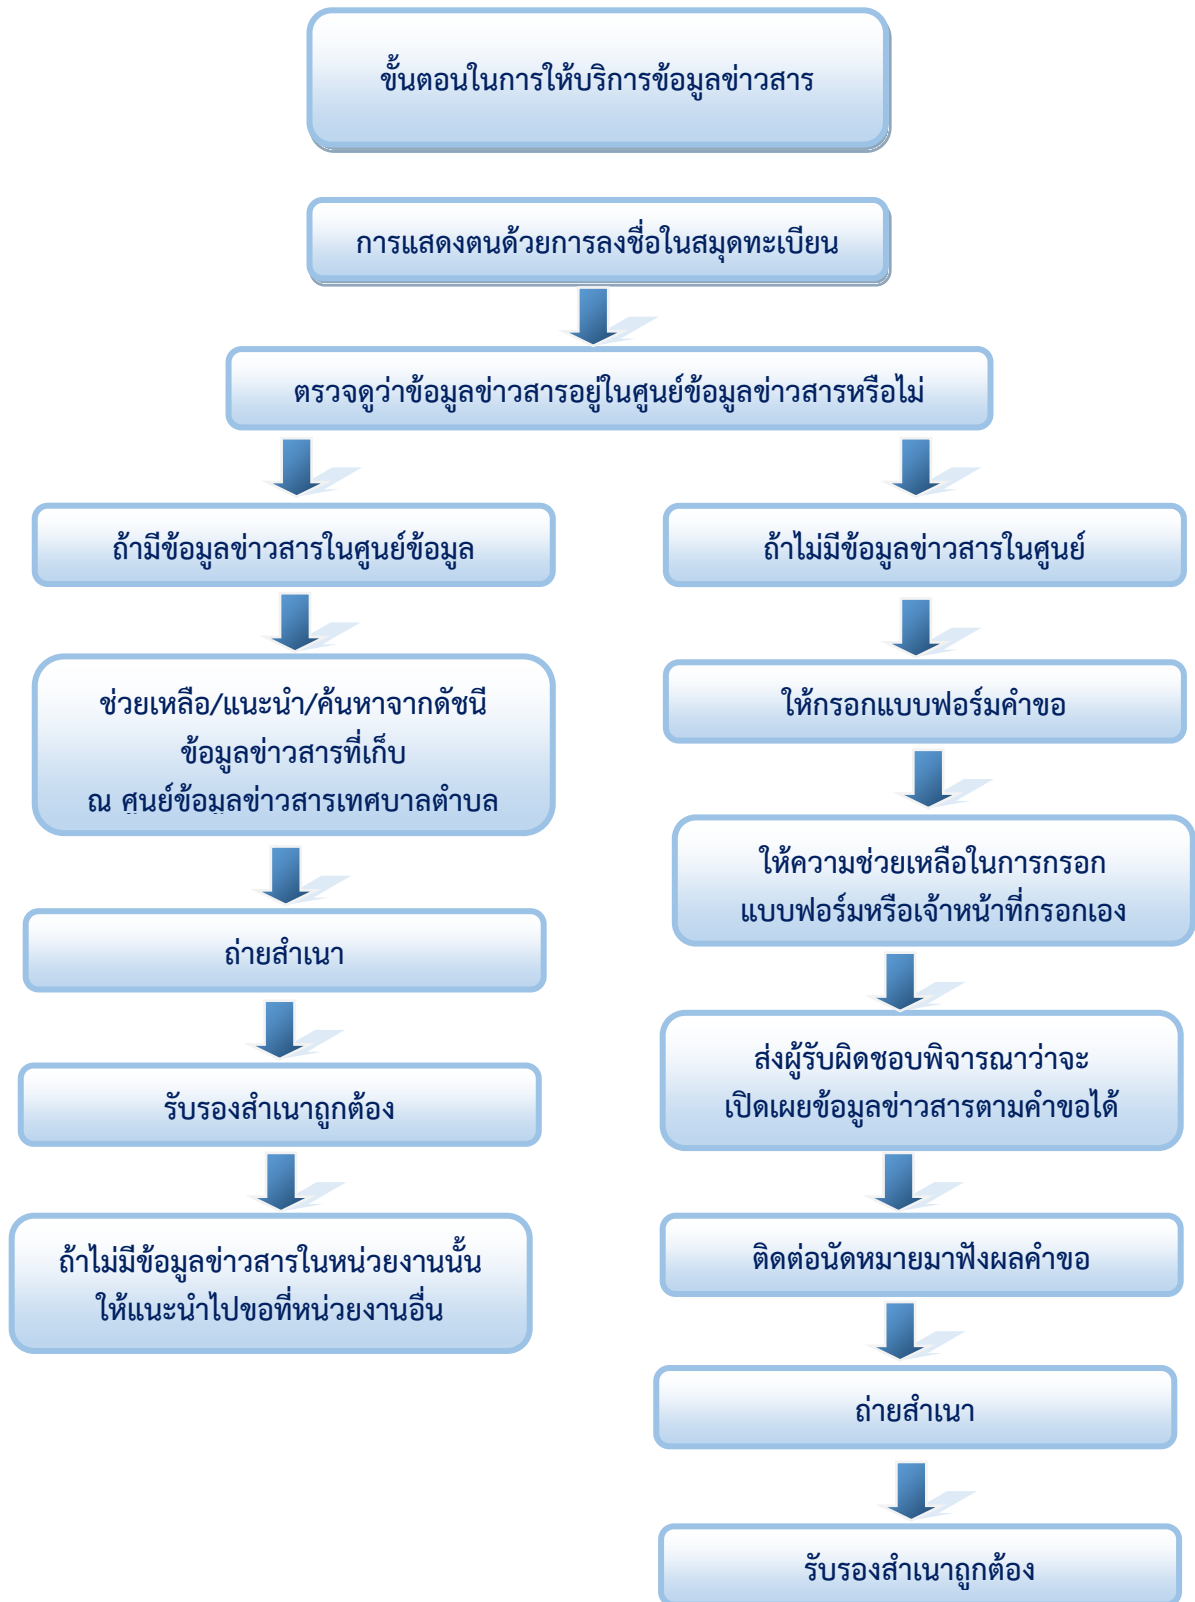 ขั้นตอนในการให้บริการข้อมูลข่าวสาร
การแสดงตนด้วยการลงชื่อในสมุดทะเบียน
ตรวจดูว่าข้อมูลข่าวสารอยู่ในศูนย์ข้อมูลข่าวสารหรือไม่
ถ้ามีข้อมูลข่าวสารในศูนย์ข้อมูล
ช่วยเหลือ/แนะนำ/ค้นหาจากดัชนี
ข้อมูลข่าวสารที่เก็บ
ณ ศูนย์ข้อมูลข่าวสารเทศบาลตำบล
ถ่ายสำเนา
รับรองสำเนาถูกต้อง
ถ้าไม่มีข้อมูลข่าวสารในหน่วยงานนั้น
ให้แนะนำไปขอที่หน่วยงานอื่น
ถ้าไม่มีข้อมูลข่าวสารในศูนย์
ให้กรอกแบบฟอร์มคำขอ
ให้ความช่วยเหลือในการกรอก
แบบฟอร์มหรือเจ้าหน้าที่กรอกเอง
ส่งผู้รับผิดชอบพิจารณาว่าจะ
เปิดเผยข้อมูลข่าวสารตามคำขอได้
ติดต่อนัดหมายมาฟังผลคำขอ
ถ่ายสำเนา
รับรองสำเนาถูกต้อง